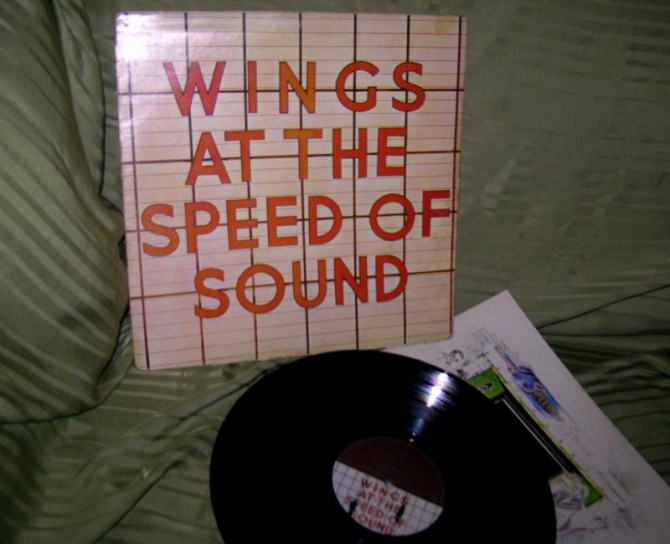 WINGS
AT THE
SPEED OF
SOUND
WINGS
AT THE
SPEED OF
SOUND